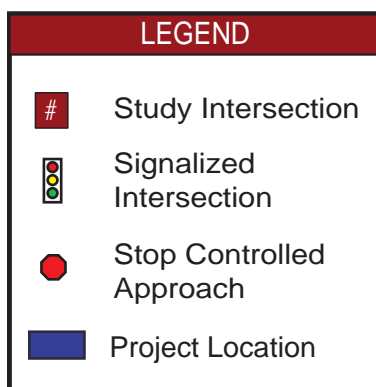 LEGEND
# Study Intersection
Signalized
Intersection
Stop Controlled
Approach
Project Location